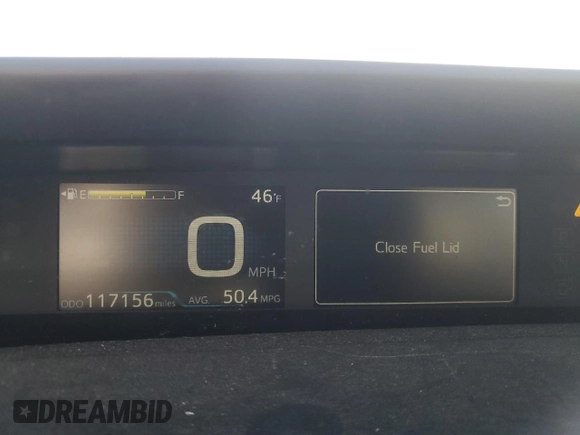 E F 46°F
0 MPH
ODO 117156 miles AVG. 50.4 MPG
Close Fuel Lid
DREAMBID